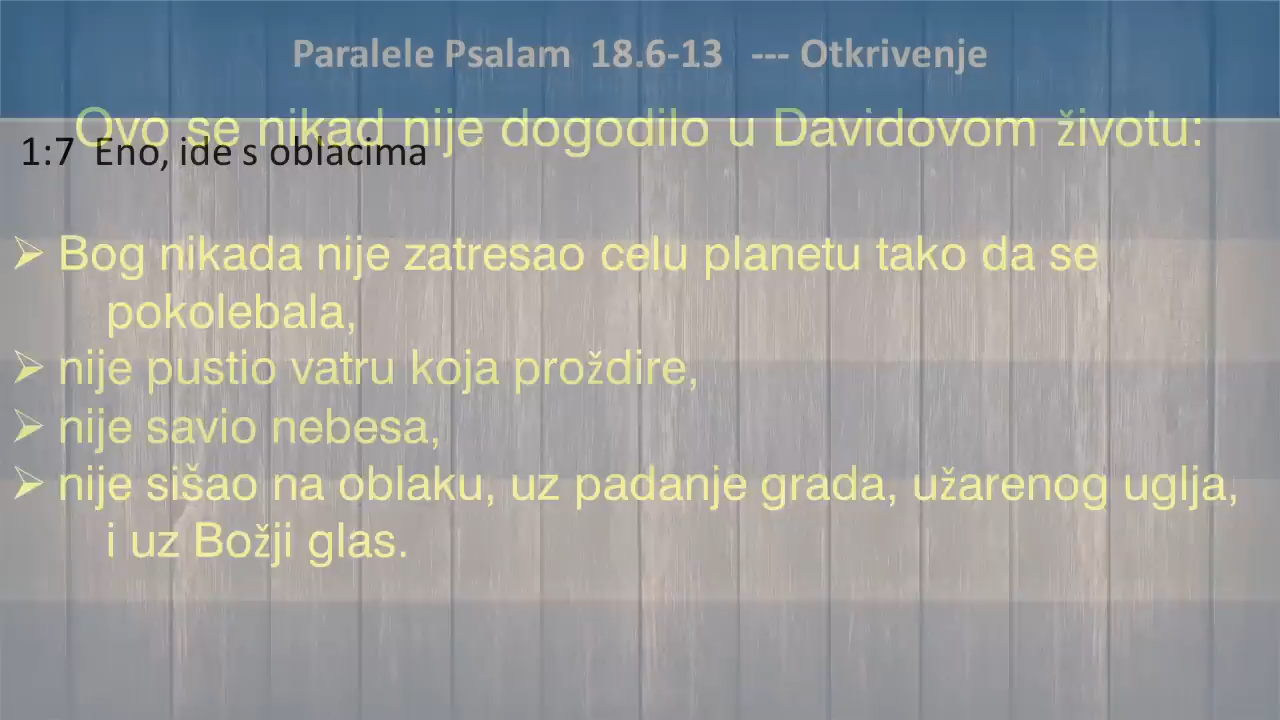 Paralele Psalam 18.6-13 --- Otkrivenje
Ovo se nikad nije dogodilo u Davidovom životu:
1:7 Eno, ide s oblacima
➢ Bog nikada nije zatresao celu planetu tako da se
pokolebala,
➢ nije pustio vatru koja proždire,
➢ nije savio nebesa,
➢ nije sišao na oblaku, uz padanje grada, užarenog uglja,
i uz Božji glas.